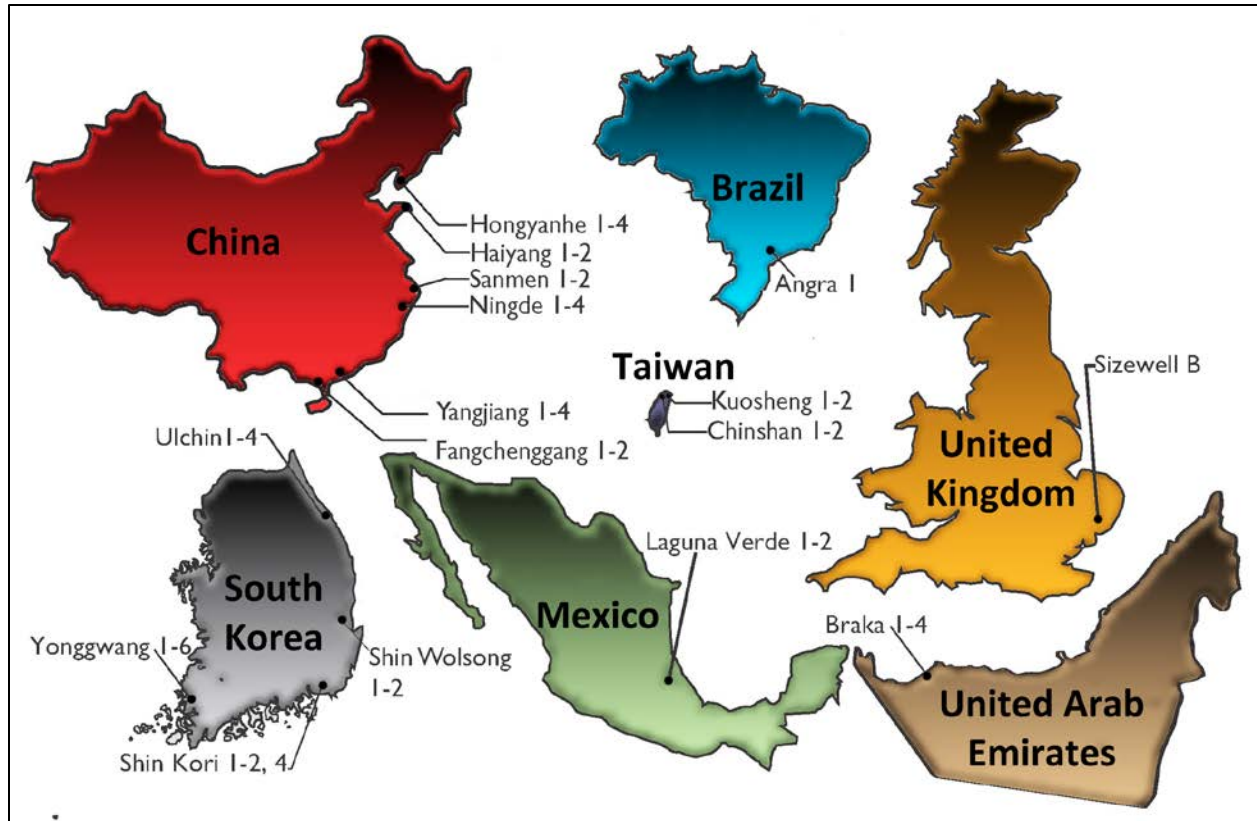 China
Hongyanhe 1-4
Haiyang 1-2
Sanmen 1-2
Ningde 1-4
Yangjiang 1-4
Fangchenggang 1-2
Brazil
Angra 1
Taiwan
Kuosheng 1-2
Chinshan 1-2
Sizewell B
United
Kingdom
Ulchin1-4
South
Korea
Yonggwang 1-6
Shin Wolsong
1-2
Shin Kori 1-2, 4
Laguna Verde 1-2
Mexico
Braka 1-4
United Arab
Emirates